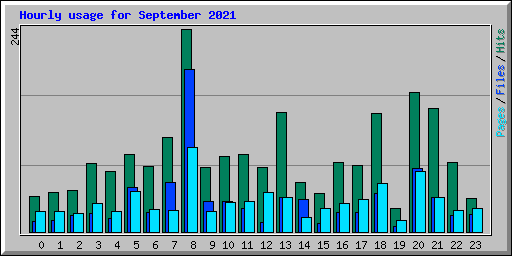 Hourly usage for September 2021
244
Pages / Files / Hits
0 1 2 3 4 5 6 7 8 9 10 11 12 13 14 15 16 17 18 19 20 21 22 23